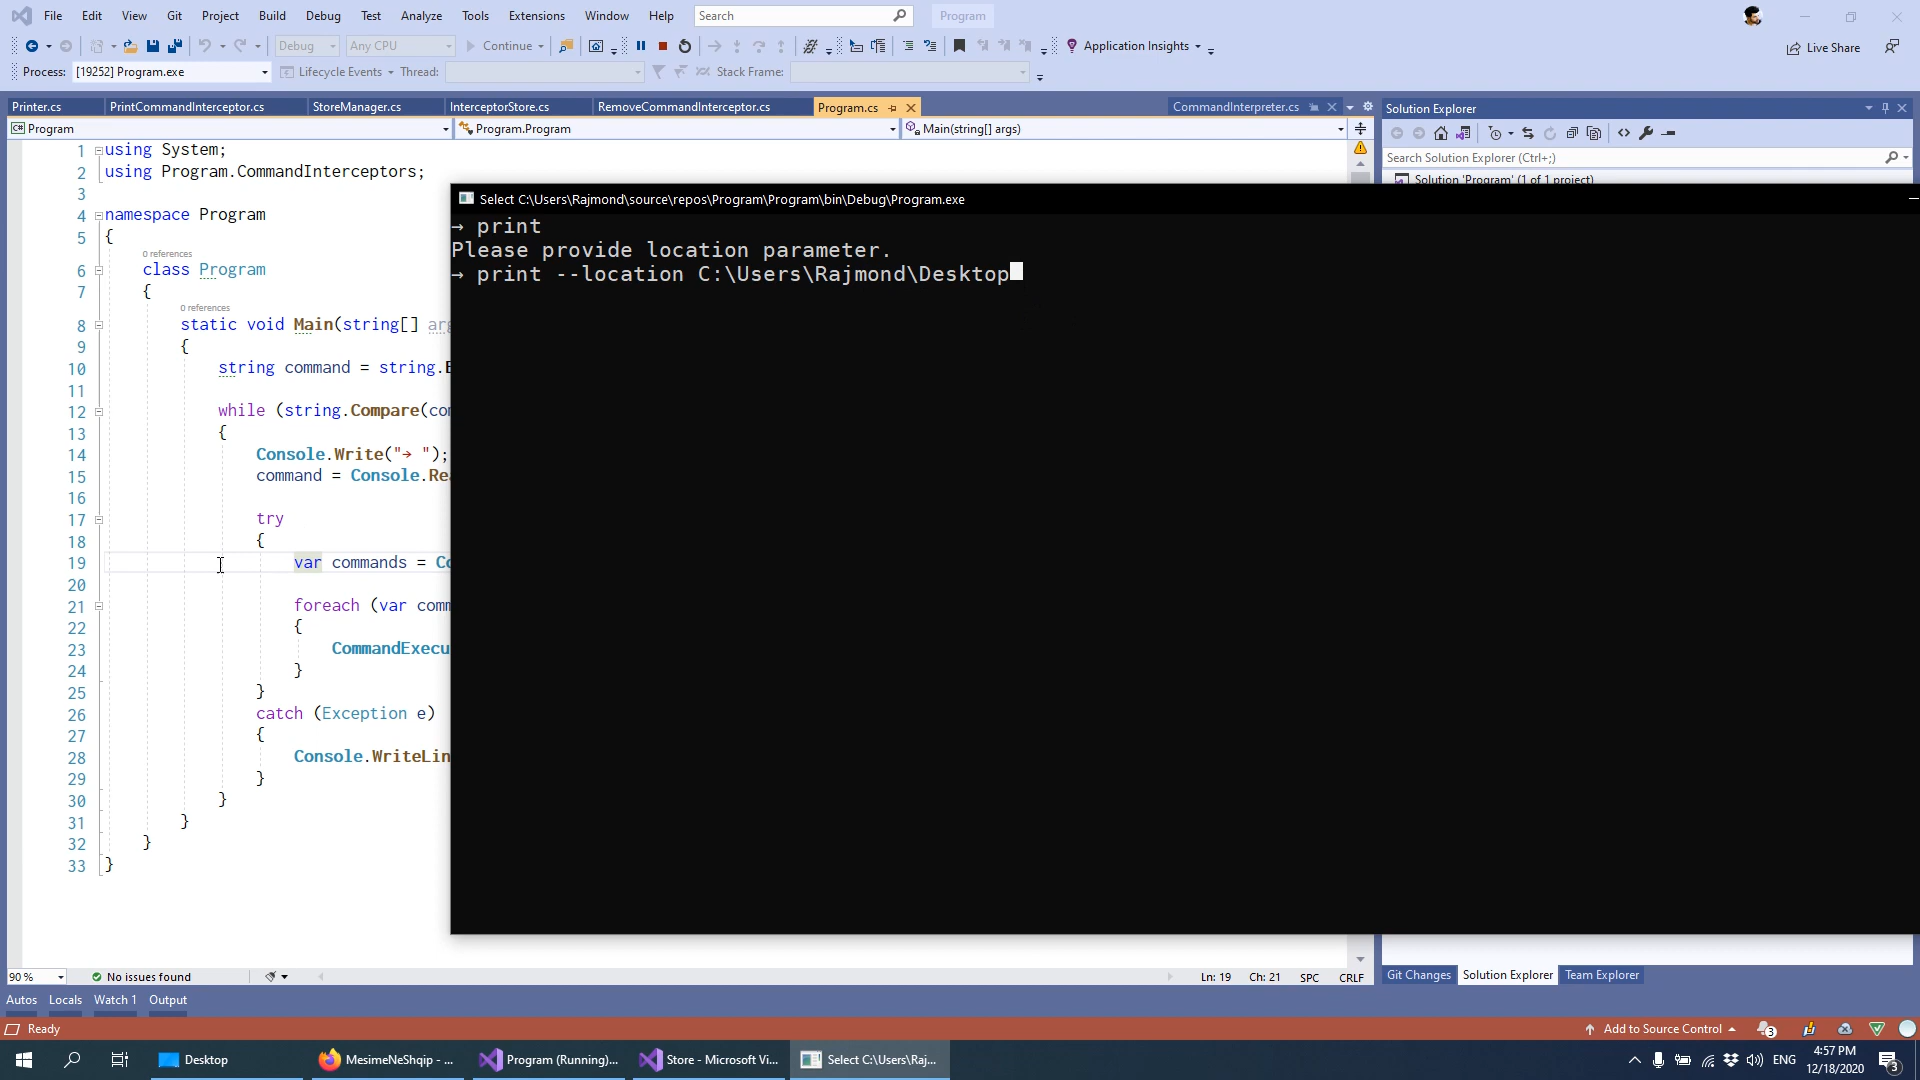 File Edit View Git Project Build Debug Test Analyze Tools Extensions Window Help Search Program
Debug Any CPU Continue Application Insights Live Share
Process: [19252] Program.exe Lifecycle Events Thread: Stack Frame:
Printer.cs PrintCommandInterceptor.cs StoreManager.cs InterceptorStore.cs RemoveCommandInterceptor.cs Program.cs CommandInterpreter.cs Solution Explorer
C# Program Program.Program Main(string[] args)
Search Solution Explorer (Ctrl+;)
Solution 'Program' (1 of 1 project)
1 using System;
2 using Program.CommandInterceptors;
3
4 namespace Program
5 {
0 references
6 class Program
7 {
0 references
8 static void Main(string[] arg
9 {
10 string command = string.E
11
12 while (string.Compare(com
13 {
14 Console.Write("→ ");
15 command = Console.Rea
16
17 try
18 {
19 var commands = Co
20
21 foreach (var comm
22 {
23 CommandExecu
24 }
25 }
26 catch (Exception e)
27 {
28 Console.WriteLin
29 }
30 }
31 }
32 }
33 }
Select C:\Users\Rajmond\source\repos\Program\Program\bin\Debug\Program.exe
→ print
Please provide location parameter.
→ print --location C:\Users\Rajmond\Desktop
90 % No issues found Ln: 19 Ch: 21 SPC CRLF
Git Changes Solution Explorer Team Explorer
Autos Locals Watch 1 Output
Ready Add to Source Control 3
Desktop MesimeNeShqip - ... Program (Running)... Store - Microsoft Vi... Select C:\Users\Raj... ENG 4:57 PM
12/18/2020 3